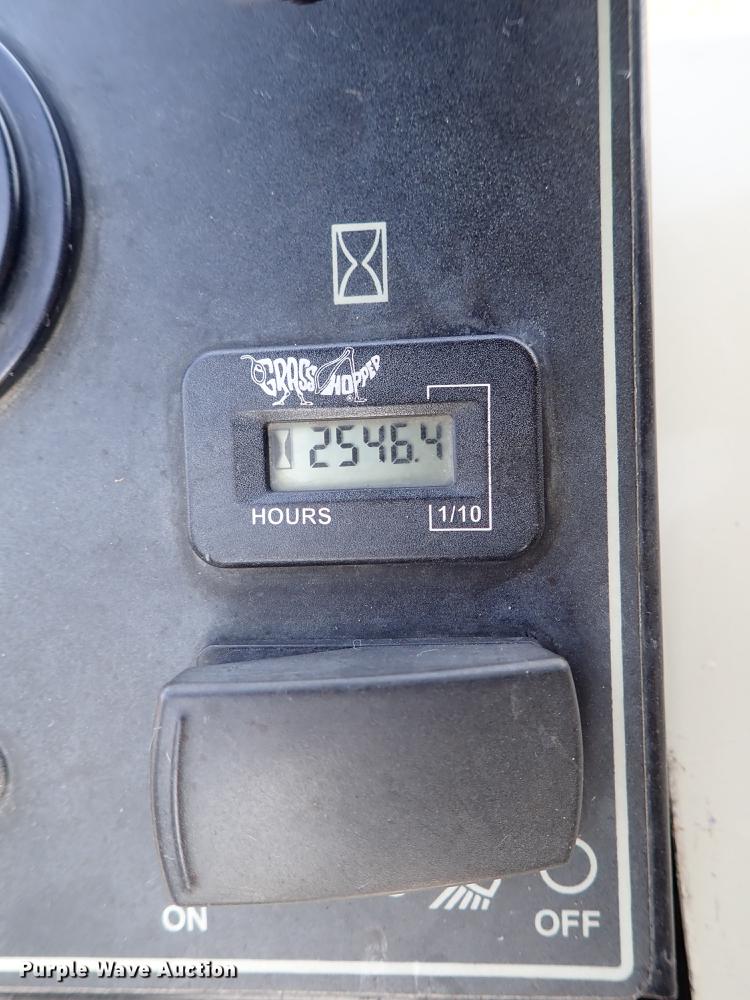 GRASSHOPPER
2546.4
HOURS
1/10
ON
OFF
Purple Wave Auction